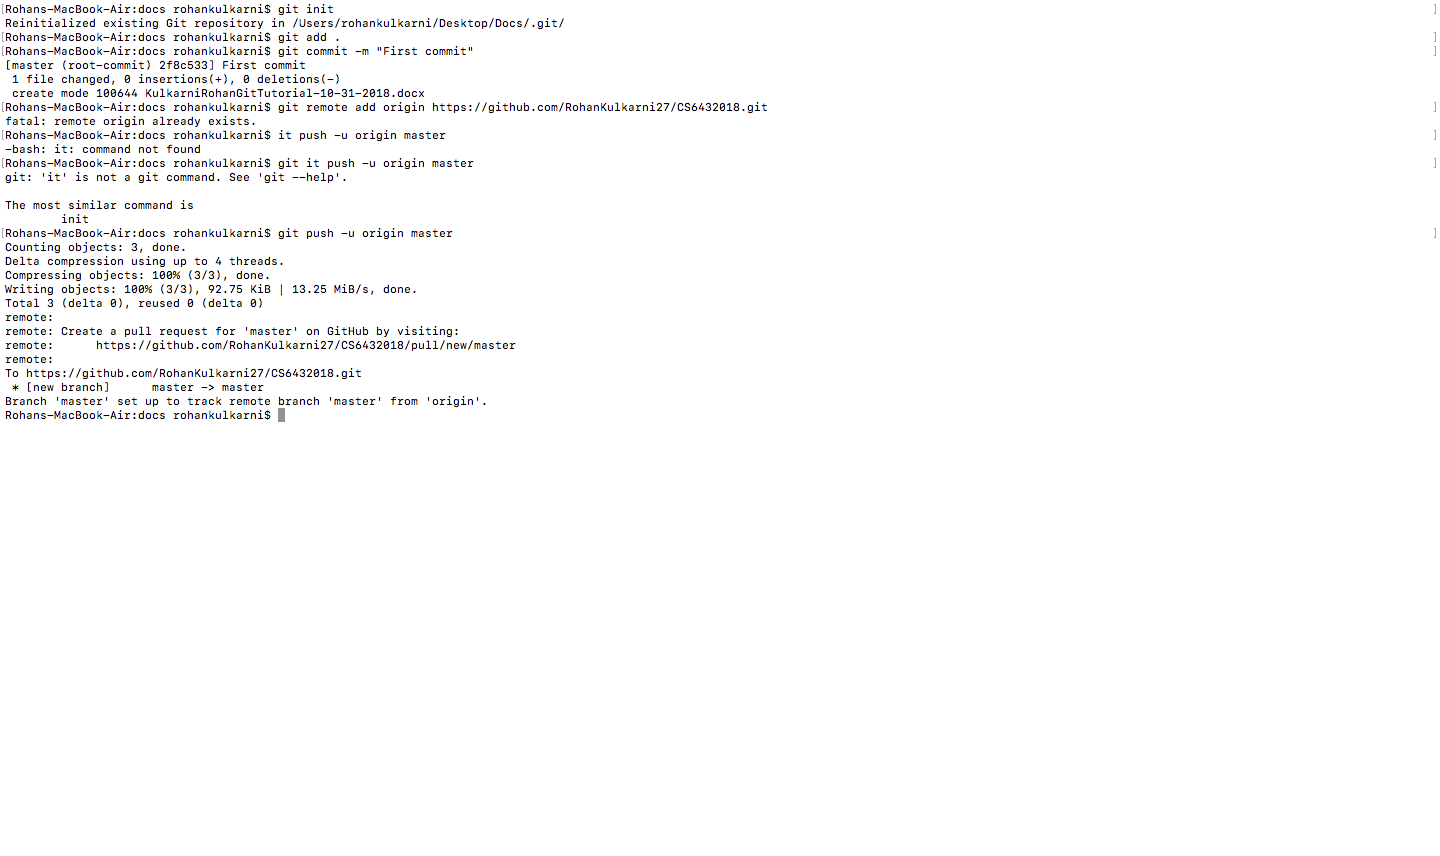 [Rohans-MacBook-Air:docs rohankulkarni$ git init ]
Reinitialized existing Git repository in /Users/rohankulkarni/Desktop/Docs/.git/
[Rohans-MacBook-Air:docs rohankulkarni$ git add . ]
[Rohans-MacBook-Air:docs rohankulkarni$ git commit -m "First commit" ]
[master (root-commit) 2f8c533] First commit
 1 file changed, 0 insertions(+), 0 deletions(-)
 create mode 100644 KulkarniRohanGitTutorial-10-31-2018.docx
[Rohans-MacBook-Air:docs rohankulkarni$ git remote add origin https://github.com/RohanKulkarni27/CS6432018.git ]
fatal: remote origin already exists.
[Rohans-MacBook-Air:docs rohankulkarni$ it push -u origin master ]
-bash: it: command not found
[Rohans-MacBook-Air:docs rohankulkarni$ git it push -u origin master ]
git: 'it' is not a git command. See 'git --help'.

The most similar command is
        init
[Rohans-MacBook-Air:docs rohankulkarni$ git push -u origin master ]
Counting objects: 3, done.
Delta compression using up to 4 threads.
Compressing objects: 100% (3/3), done.
Writing objects: 100% (3/3), 92.75 KiB | 13.25 MiB/s, done.
Total 3 (delta 0), reused 0 (delta 0)
remote:
remote: Create a pull request for 'master' on GitHub by visiting:
remote:      https://github.com/RohanKulkarni27/CS6432018/pull/new/master
remote:
To https://github.com/RohanKulkarni27/CS6432018.git
 * [new branch]      master -> master
Branch 'master' set up to track remote branch 'master' from 'origin'.
Rohans-MacBook-Air:docs rohankulkarni$